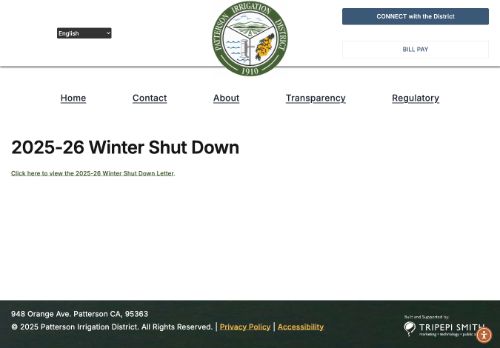 English
PATTERSON IRRIGATION DISTRICT
1910
CONNECT with the District
BILL PAY
Home
Contact
About
Transparency
Regulatory
2025-26 Winter Shut Down
Click here to view the 2025-26 Winter Shut Down Letter.
948 Orange Ave. Patterson CA, 95363
© 2025 Patterson Irrigation District. All Rights Reserved. | Privacy Policy | Accessibility
Built and Supported by:
TRIPEPI SMITH
marketing • technology • public